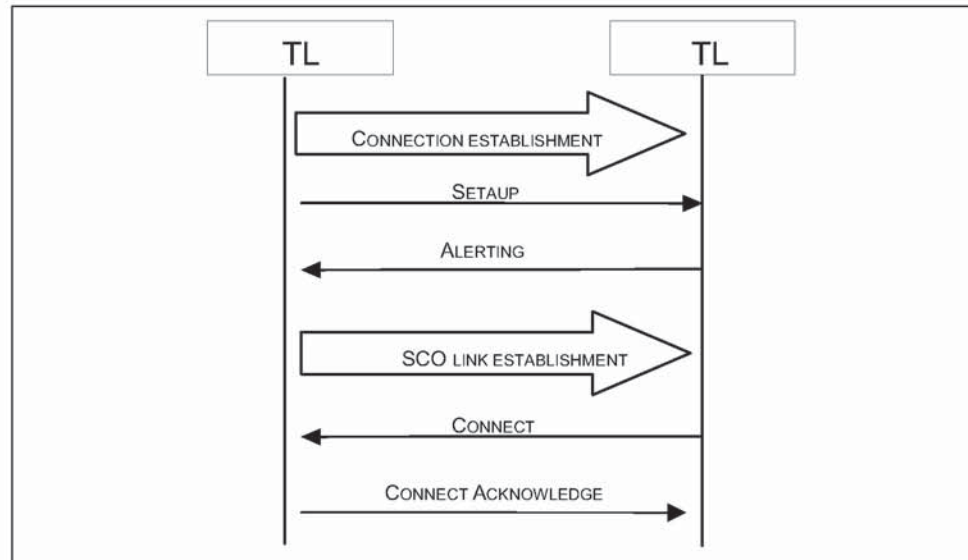 TL
TL
CONNECTION ESTABLISHMENT
SETAUP
ALERTING
SCO LINK ESTABLISHMENT
CONNECT
CONNECT ACKNOWLEDGE